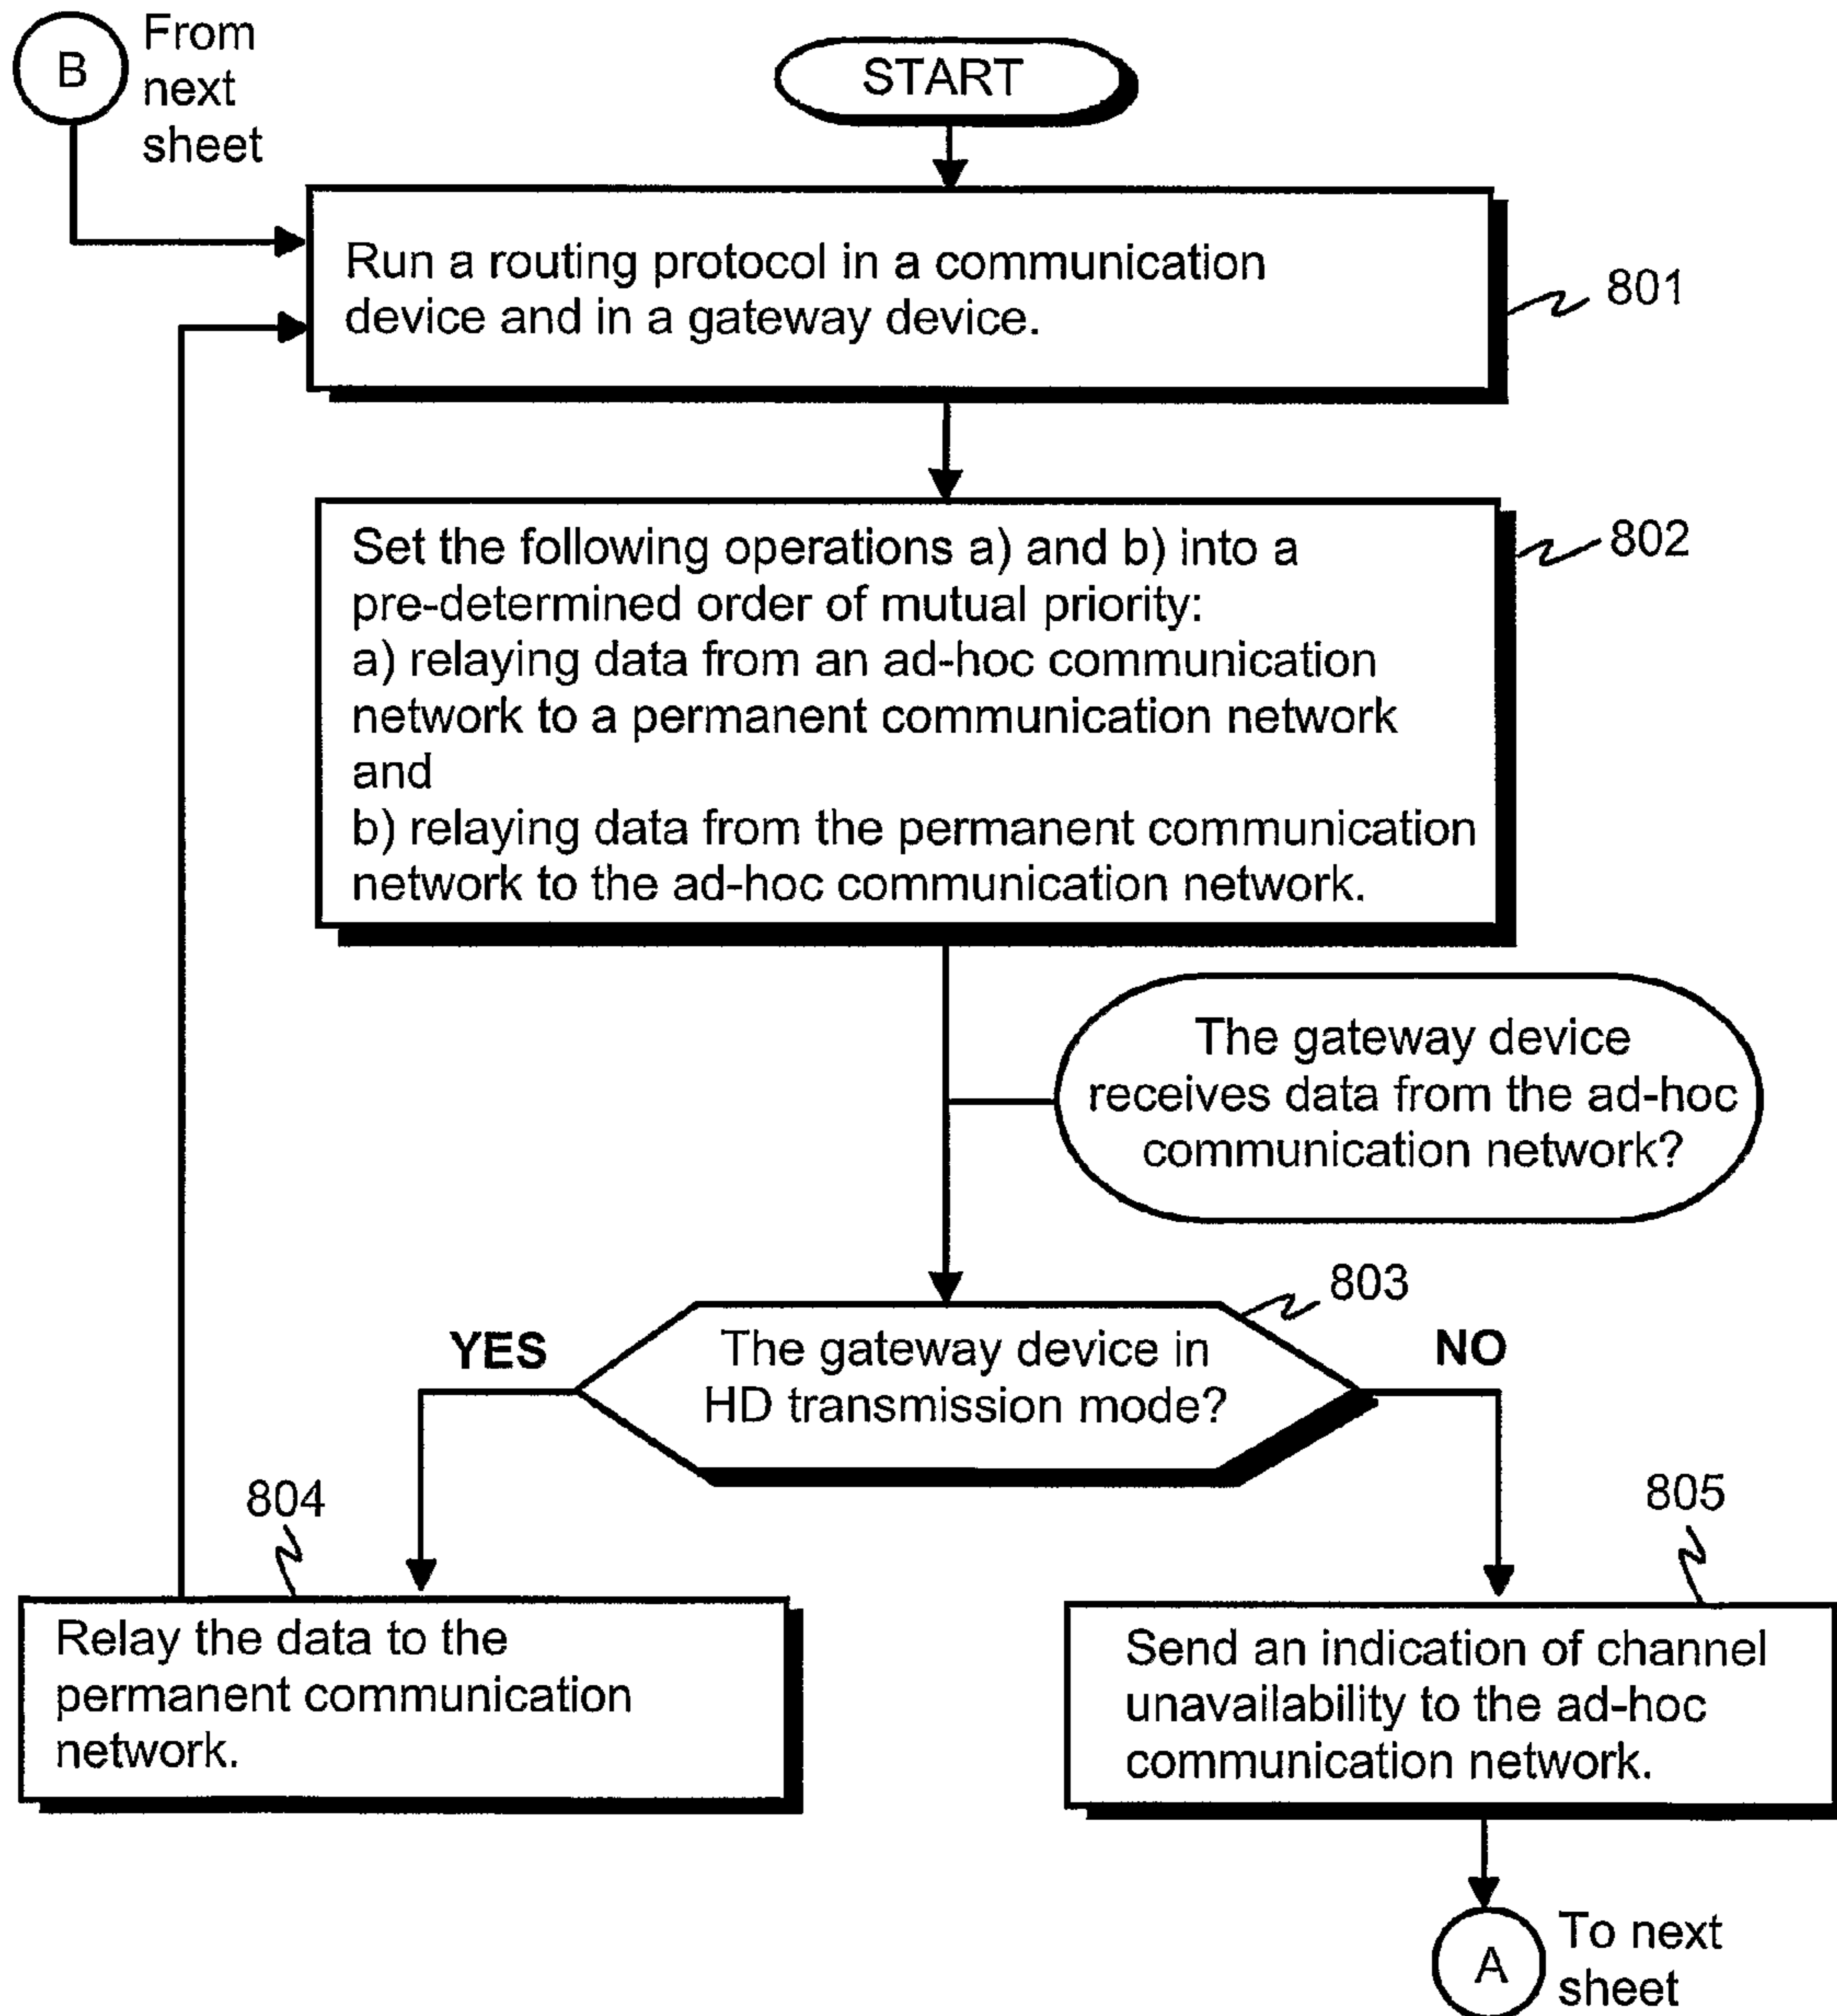 B
From
next
sheet
START
Run a routing protocol in a communication
device and in a gateway device.
801
Set the following operations a) and b) into a
pre-determined order of mutual priority:
a) relaying data from an ad-hoc communication
network to a permanent communication network
and
b) relaying data from the permanent communication
network to the ad-hoc communication network.
802
The gateway device
receives data from the ad-hoc
communication network?
803
YES
The gateway device in
HD transmission mode?
NO
804
Relay the data to the
permanent communication
network.
805
Send an indication of channel
unavailability to the ad-hoc
communication network.
A
To next
sheet